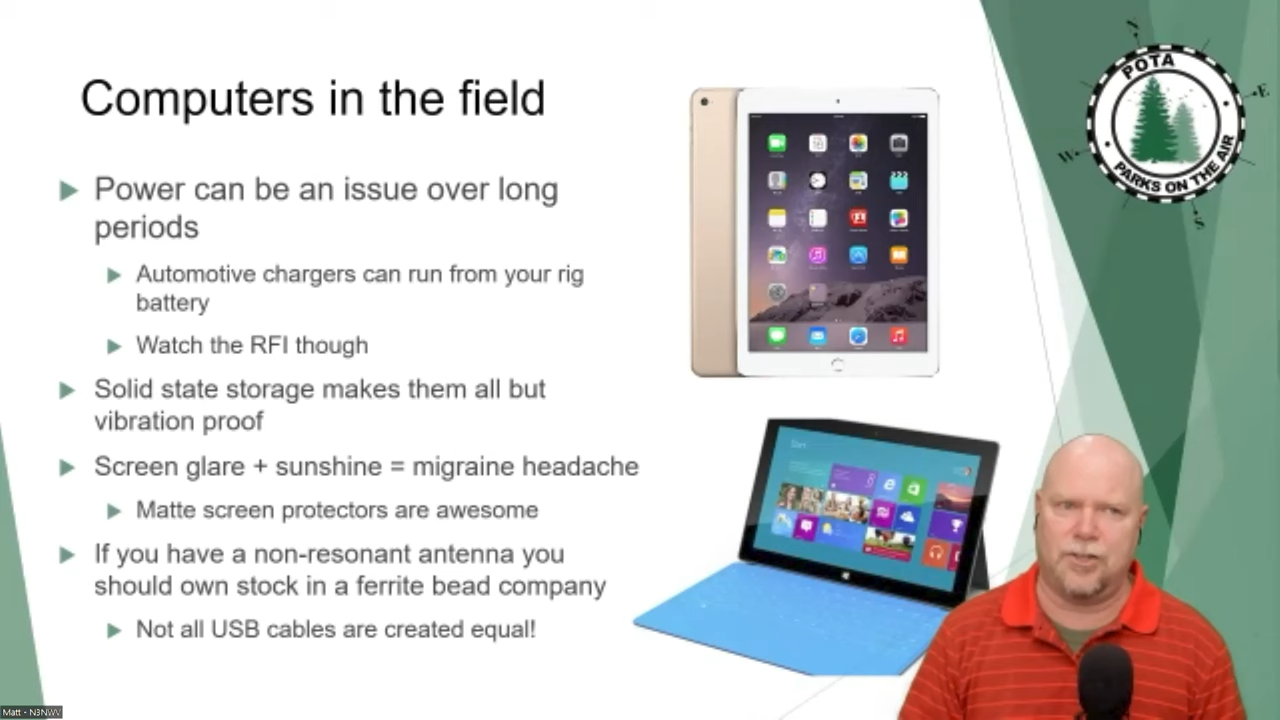 Computers in the field
Power can be an issue over long
periods
Automotive chargers can run from your rig
battery
Watch the RFI though
Solid state storage makes them all but
vibration proof
Screen glare + sunshine = migraine headache
Matte screen protectors are awesome
If you have a non-resonant antenna you
should own stock in a ferrite bead company
Not all USB cables are created equal!
N
E
W
S
POTA
PARKS ON THE AIR
Start
Matt - N3NWV